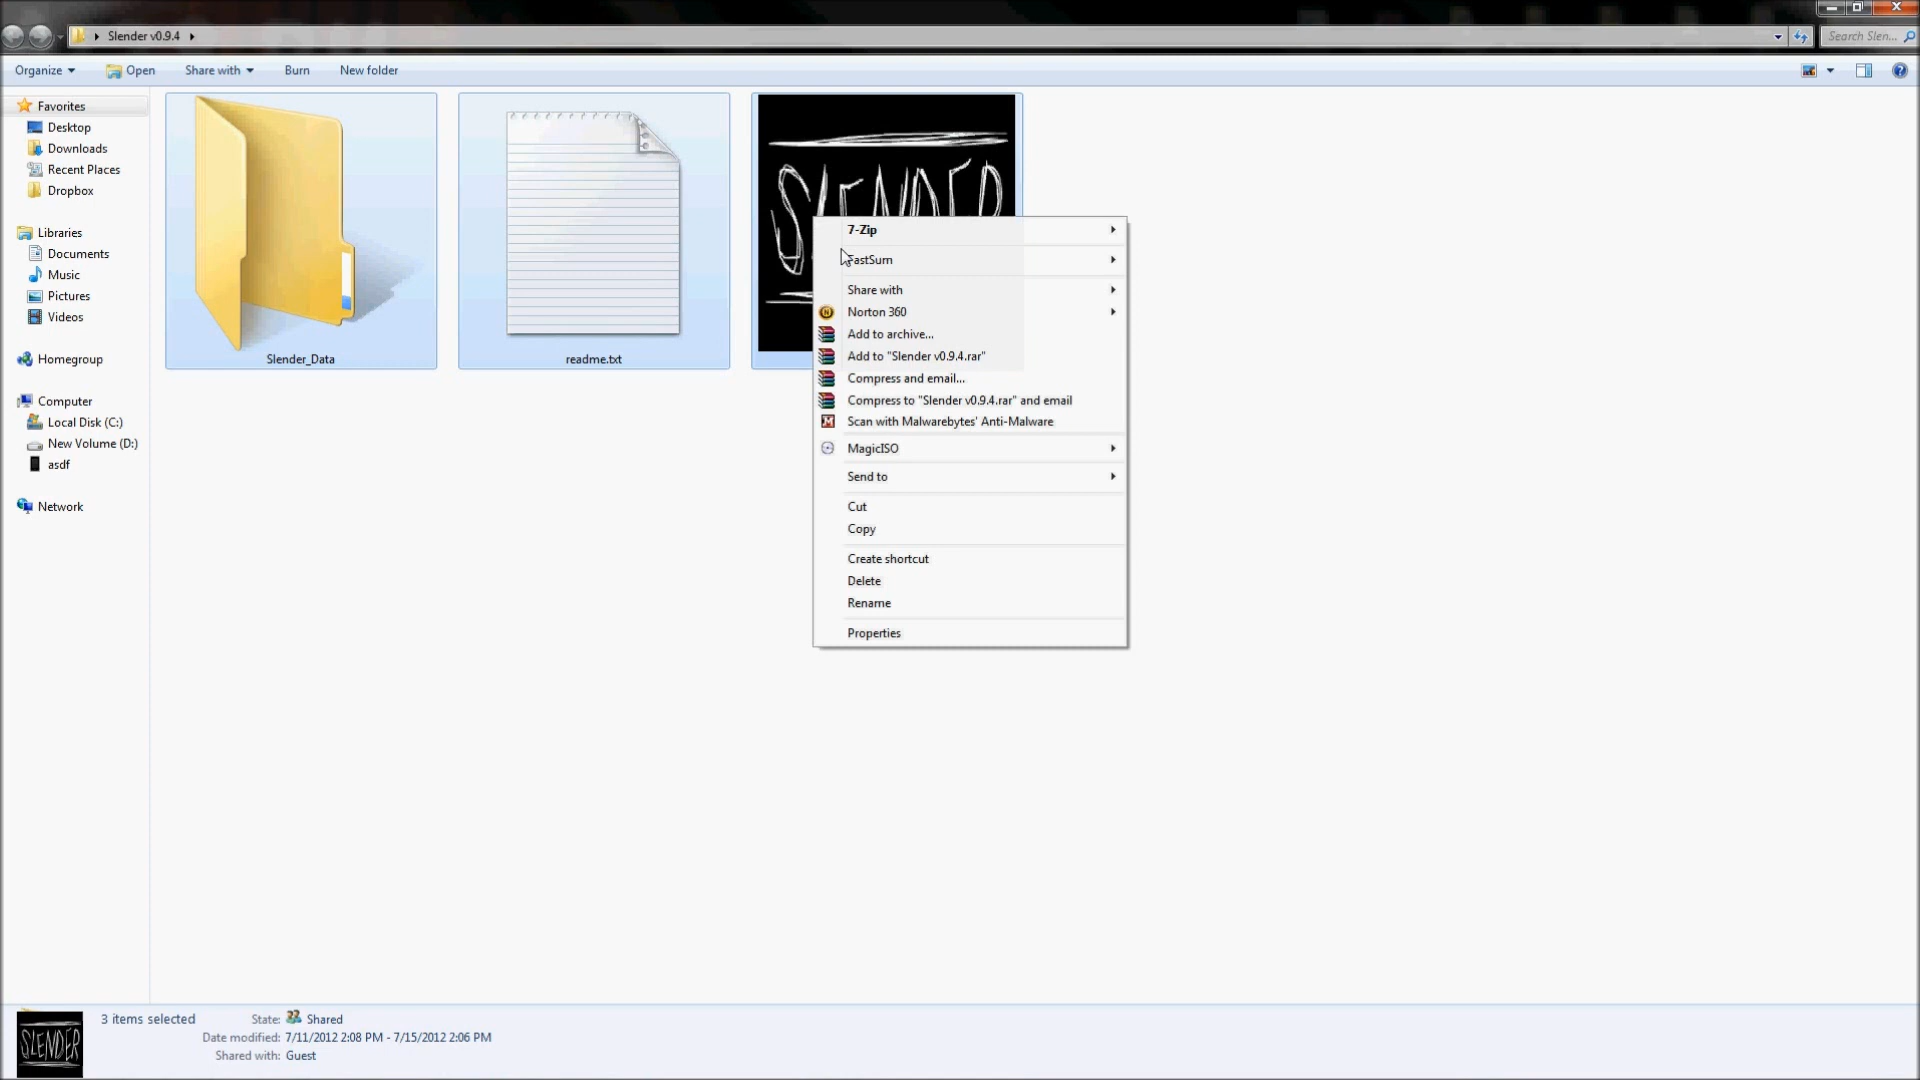 Slender v0.9.4
Search Slen...
Organize
Open
Share with
Burn
New folder
Favorites
Desktop
Downloads
Recent Places
Dropbox
Libraries
Documents
Music
Pictures
Videos
Homegroup
Computer
Local Disk (C:)
New Volume (D:)
asdf
Network
Slender_Data
readme.txt
SLENDER
7-Zip
FastSum
Share with
Norton 360
Add to archive...
Add to "Slender v0.9.4.rar"
Compress and email...
Compress to "Slender v0.9.4.rar" and email
Scan with Malwarebytes' Anti-Malware
MagicISO
Send to
Cut
Copy
Create shortcut
Delete
Rename
Properties
SLENDER
3 items selected
State: Shared
Date modified: 7/11/2012 2:08 PM - 7/15/2012 2:06 PM
Shared with: Guest